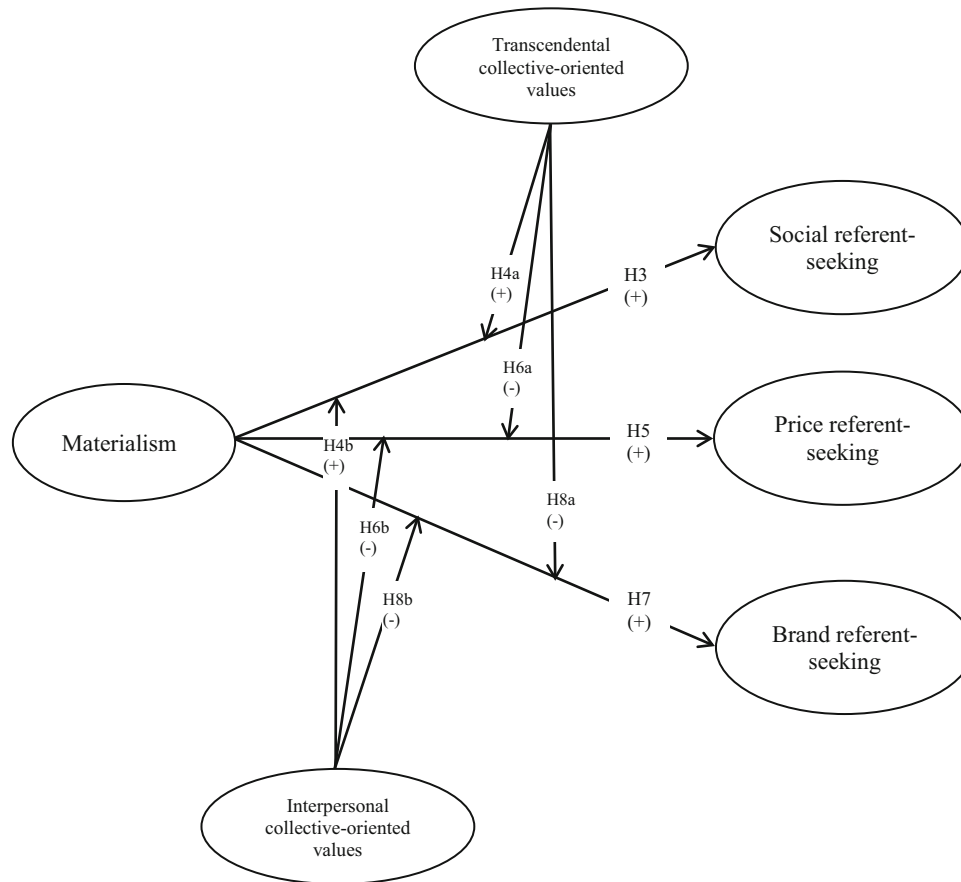 Transcendental
collective-oriented
values
Social referent-
seeking
H4a
(+)
H3
(+)
H6a
(-)
Materialism
H4b
(+)
H5
(+)
Price referent-
seeking
H8a
(-)
H6b
(-)
H8b
(-)
H7
(+)
Brand referent-
seeking
Interpersonal
collective-oriented
values